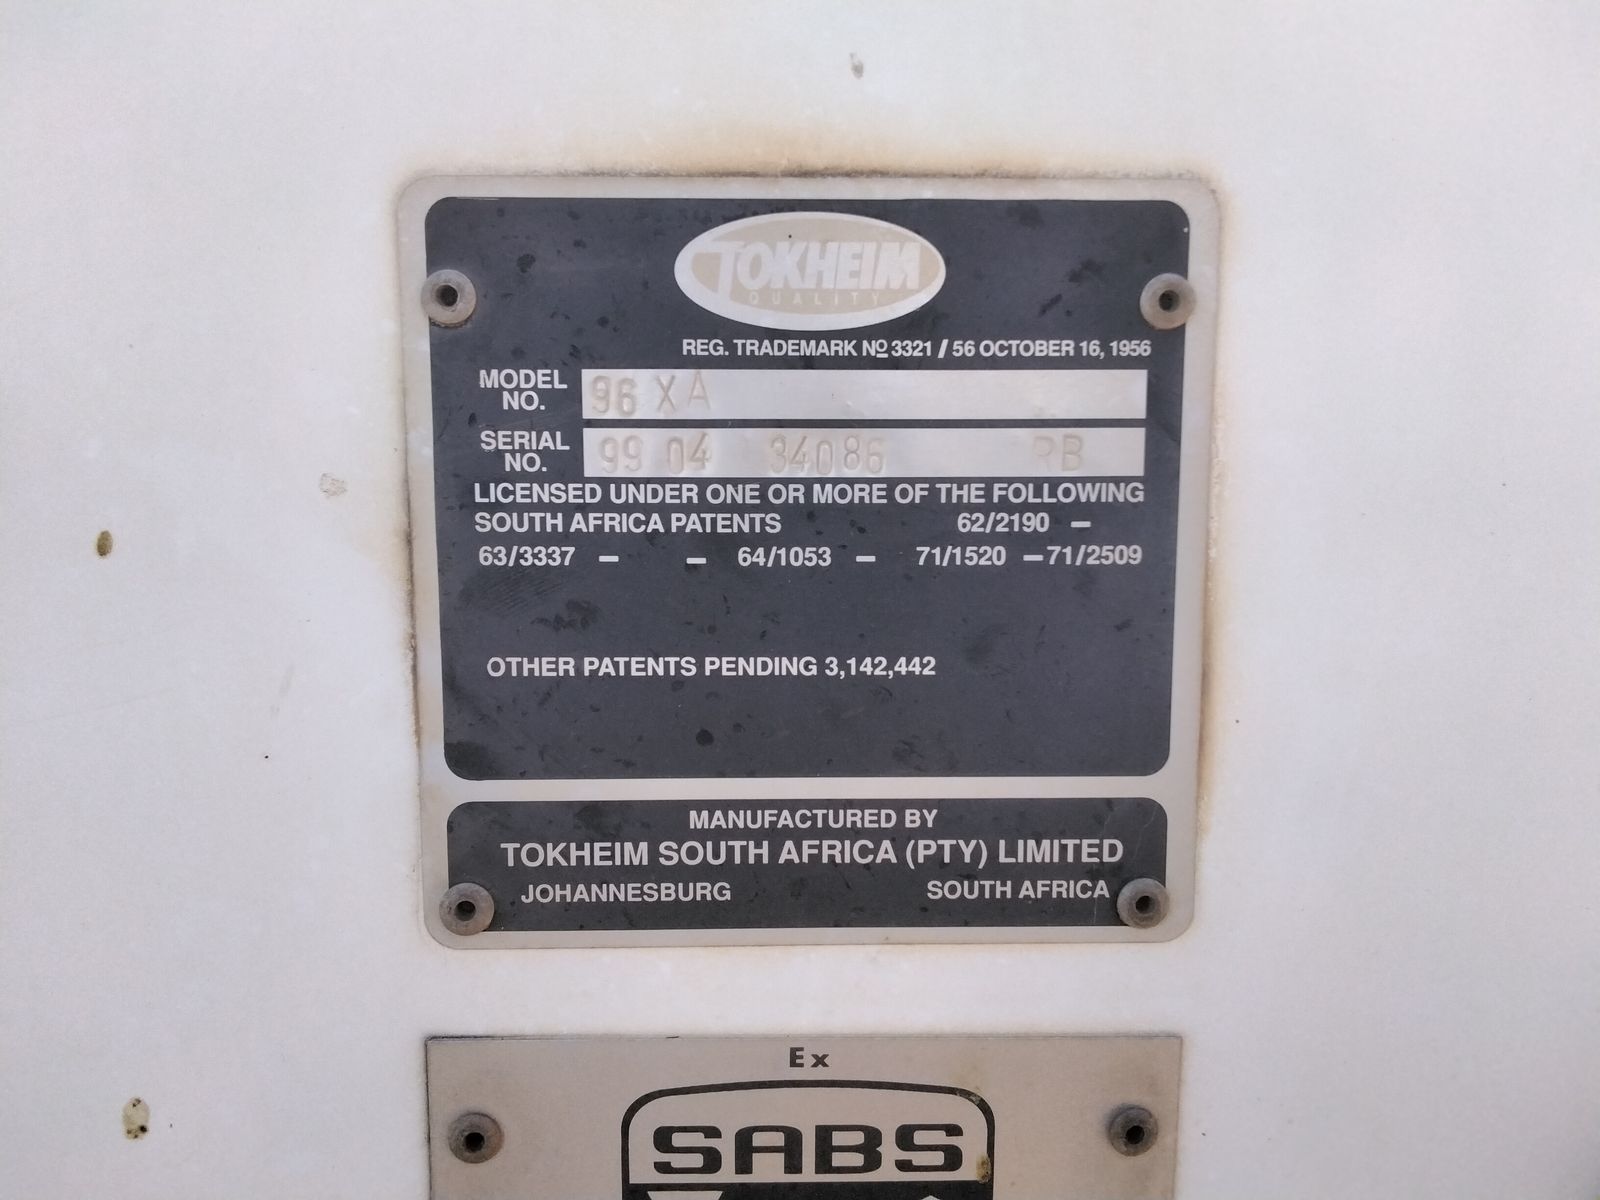 TOKHEIM
QUALITY
REG. TRADEMARK Nº 3321 / 56 OCTOBER 16, 1956
MODEL NO. 96 XA
SERIAL NO. 99 04 34086 RB
LICENSED UNDER ONE OR MORE OF THE FOLLOWING
SOUTH AFRICA PATENTS 62/2190 –
63/3337 – – 64/1053 – 71/1520 – 71/2509
OTHER PATENTS PENDING 3,142,442
MANUFACTURED BY
TOKHEIM SOUTH AFRICA (PTY) LIMITED
JOHANNESBURG SOUTH AFRICA
Ex
SABS